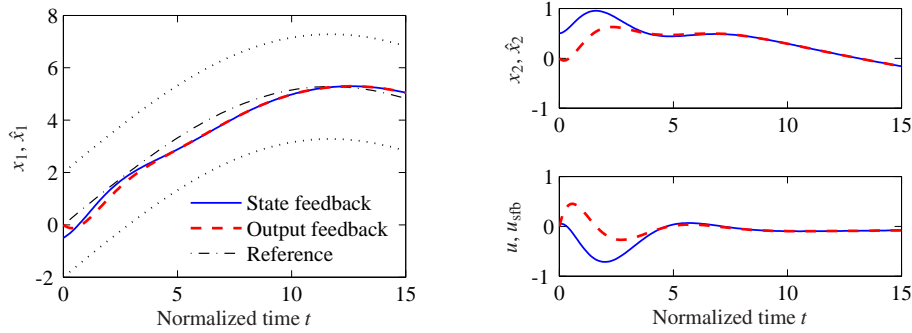 8
6
4
2
0
−2
x₁, x̂₁
State feedback
Output feedback
Reference
0 5 10 15
Normalized time t
1
0
−1
x₂, x̂₂
0 5 10 15
1
0
−1
u, u_sfb
0 5 10 15
Normalized time t